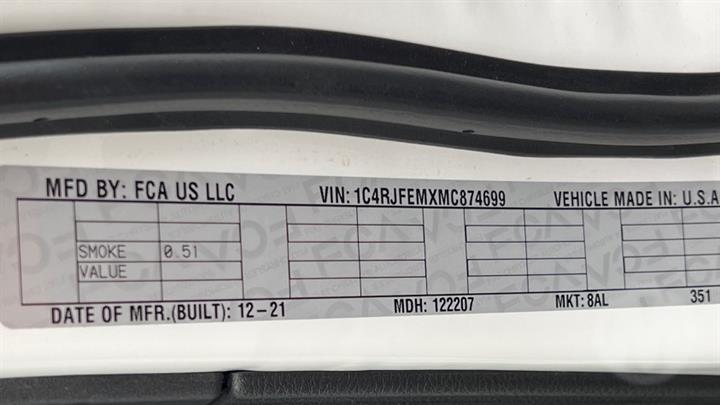 MFD BY: FCA US LLC VIN: 1C4RJFEMXMC874699 VEHICLE MADE IN: U.S.A
SMOKE 0.51
VALUE
DATE OF MFR.(BUILT): 12-21 MDH: 122207 MKT: 8AL 351